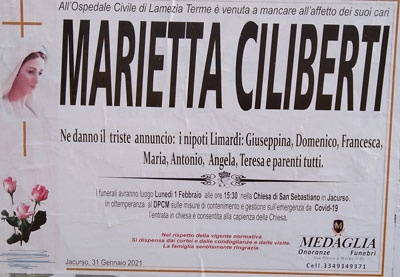 All'Ospedale Civile di Lamezia Terme è venuta a mancare all'affetto dei suoi cari
MARIETTA CILIBERTI
Ne danno il triste annuncio: i nipoti Limardi: Giuseppina, Domenico, Francesca,
Maria, Antonio, Angela, Teresa e parenti tutti.
I funerali avranno luogo Lunedì 1 Febbraio alle ore 15:30 nella Chiesa di San Sebastiano in Jacurso.
In ottemperanza al DPCM sulle misure di contenimento e gestione sull'emergenza da Covid-19
l'entrata in chiesa è consentita alla capienza della Chiesa.
Nel rispetto della vigente normativa.
Si dispensa dai cortei e dalle condoglianze e dalle visite.
La famiglia sentitamente ringrazia.
Jacurso, 31 Gennaio 2021
M
MEDAGLIA
Onoranze Funebri
Cell.3349349371